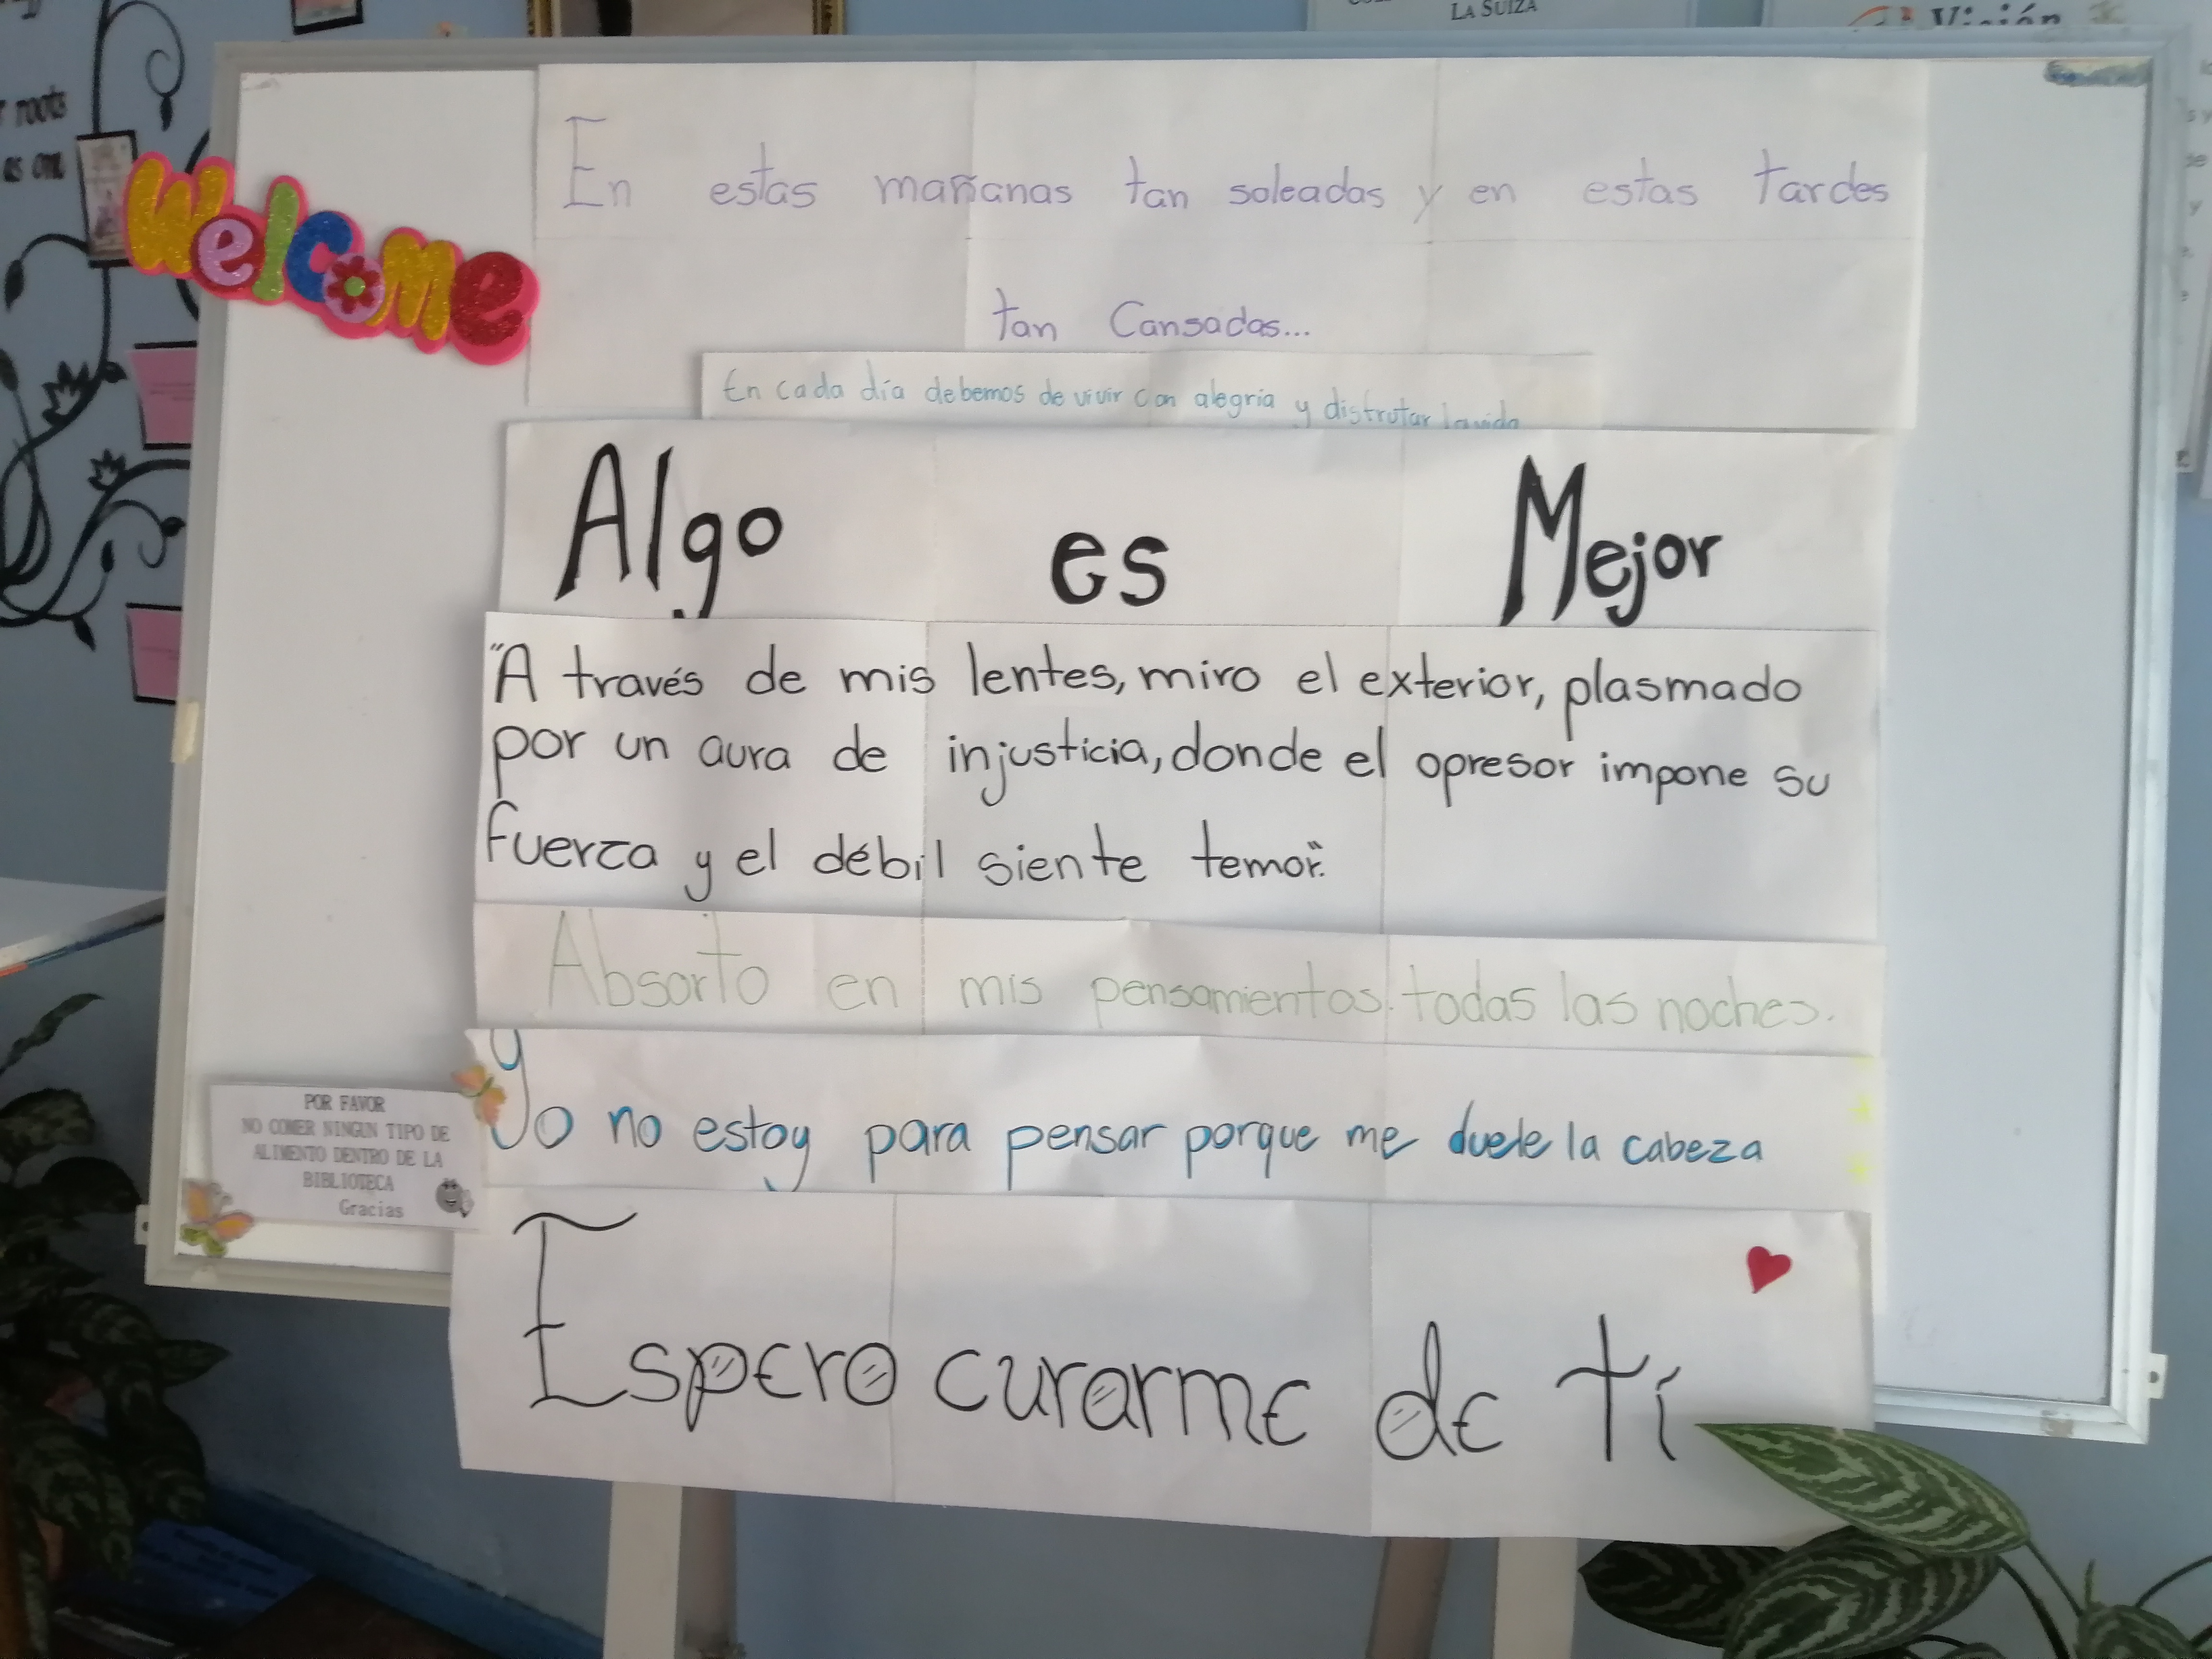 LA SUIZA
Visión
roots
as one
Welcome
En estas mañanas tan soleadas y en estas tardes
tan Cansadas...
En cada día debemos de vivir con alegria y disfrutar la vida
Algo es Mejor
"A través de mis lentes, miro el exterior, plasmado
por un aura de injusticia, donde el opresor impone su
fuerza y el débil siente temor".
Absorto en mis pensamientos todas las noches.
Yo no estoy para pensar porque me duele la cabeza
POR FAVOR
NO COMER NINGUN TIPO DE
ALIMENTO DENTRO DE LA
BIBLIOTECA
Gracias
Espero curarme de tí